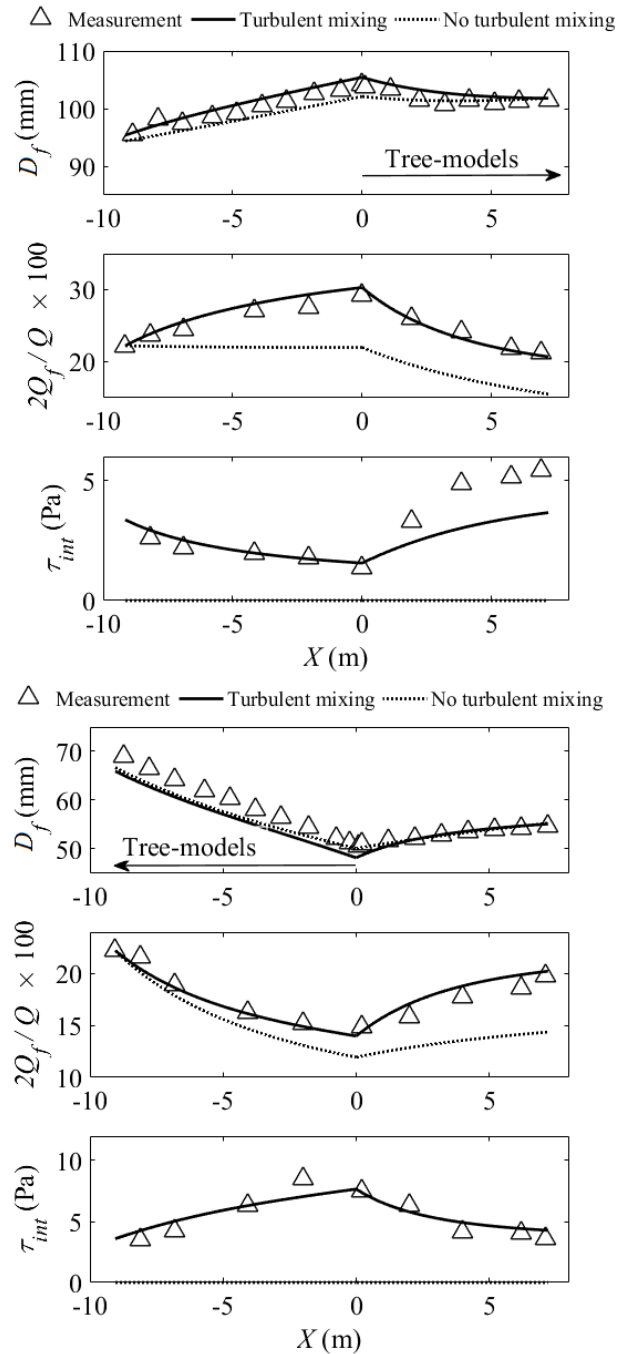 Measurement Turbulent mixing No turbulent mixing
110
100
90
D_f (mm)
Tree-models
-10 -5 0 5
30
20
2Q_f / Q × 100
-10 -5 0 5
5
0
τ_int (Pa)
-10 -5 0 5
X (m)
Measurement Turbulent mixing No turbulent mixing
70
60
50
D_f (mm)
Tree-models
-10 -5 0 5
20
15
10
2Q_f / Q × 100
-10 -5 0 5
10
5
0
τ_int (Pa)
-10 -5 0 5
X (m)